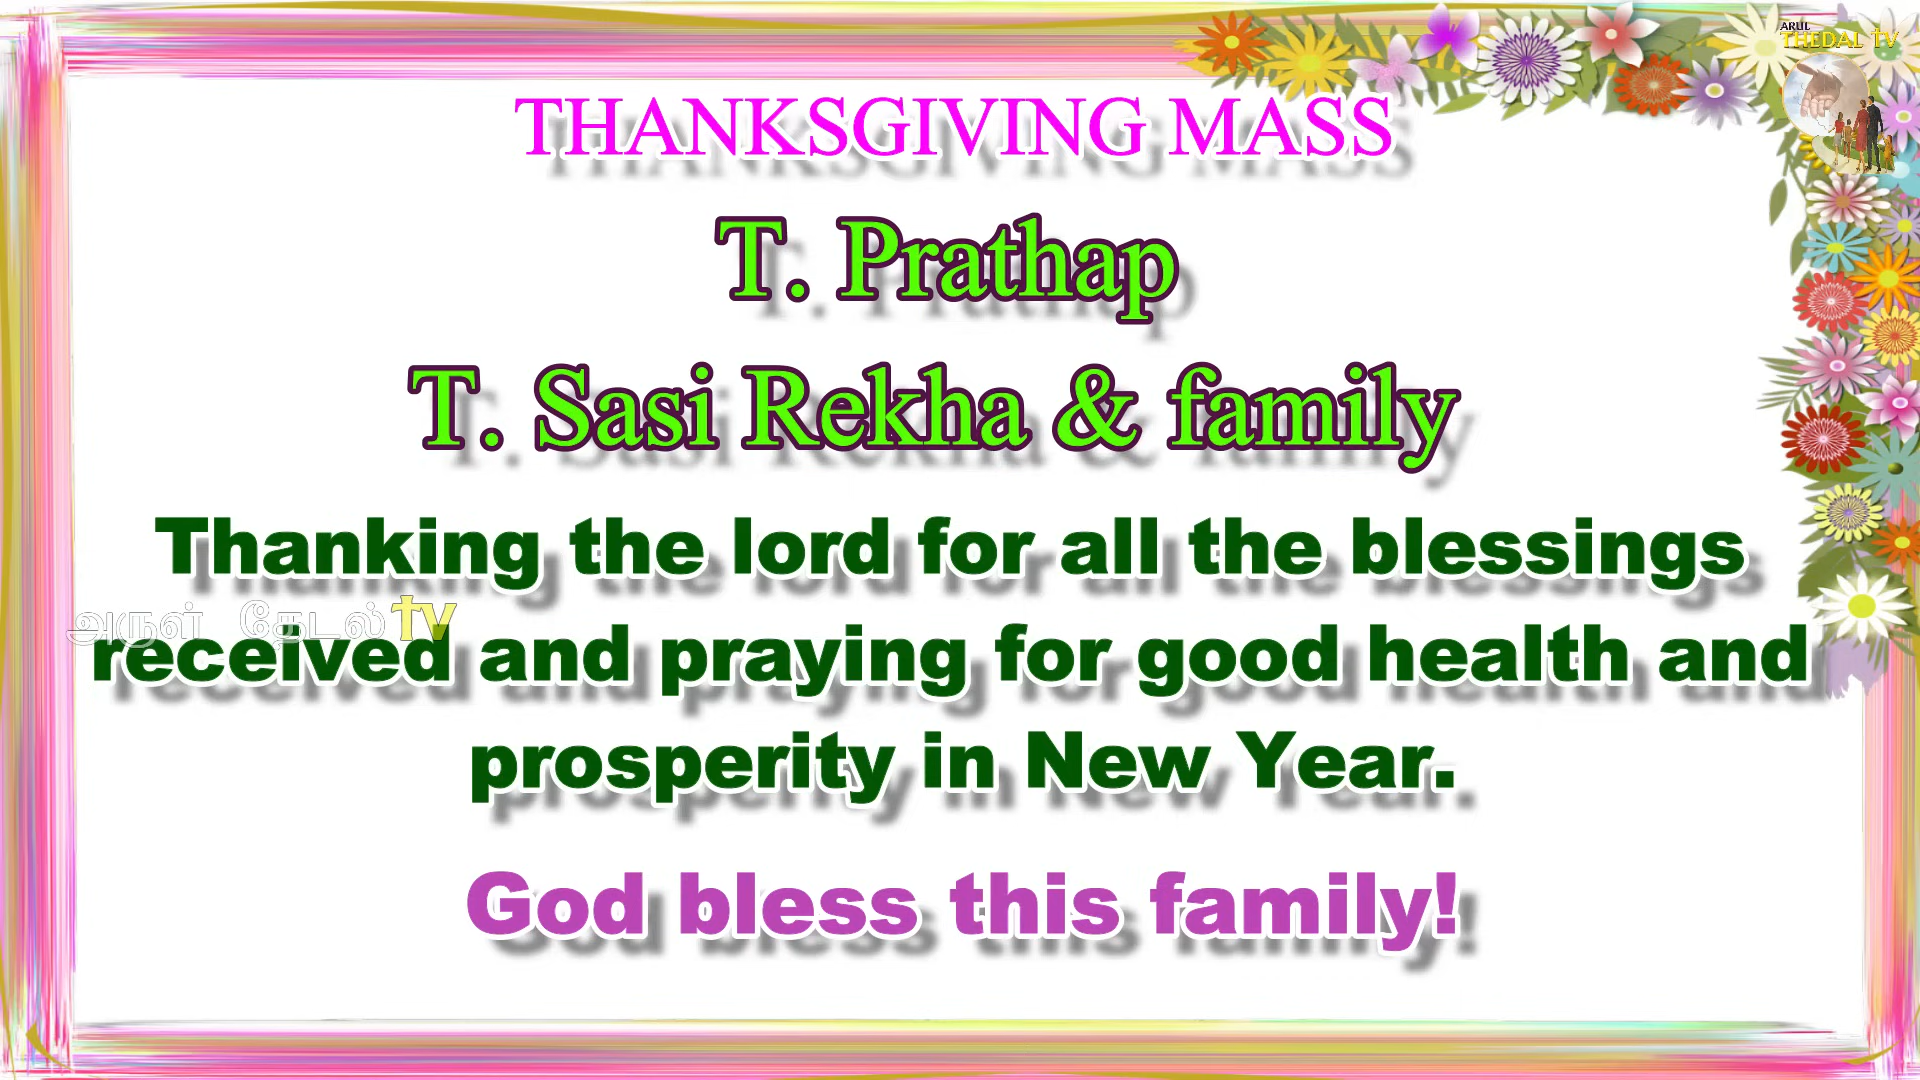 ARUL
THEDAL TV
THANKSGIVING MASS
T. Prathap
T. Sasi Rekha & family
Thanking the lord for all the blessings
அருள் தேடல் tv
received and praying for good health and
prosperity in New Year.
God bless this family!